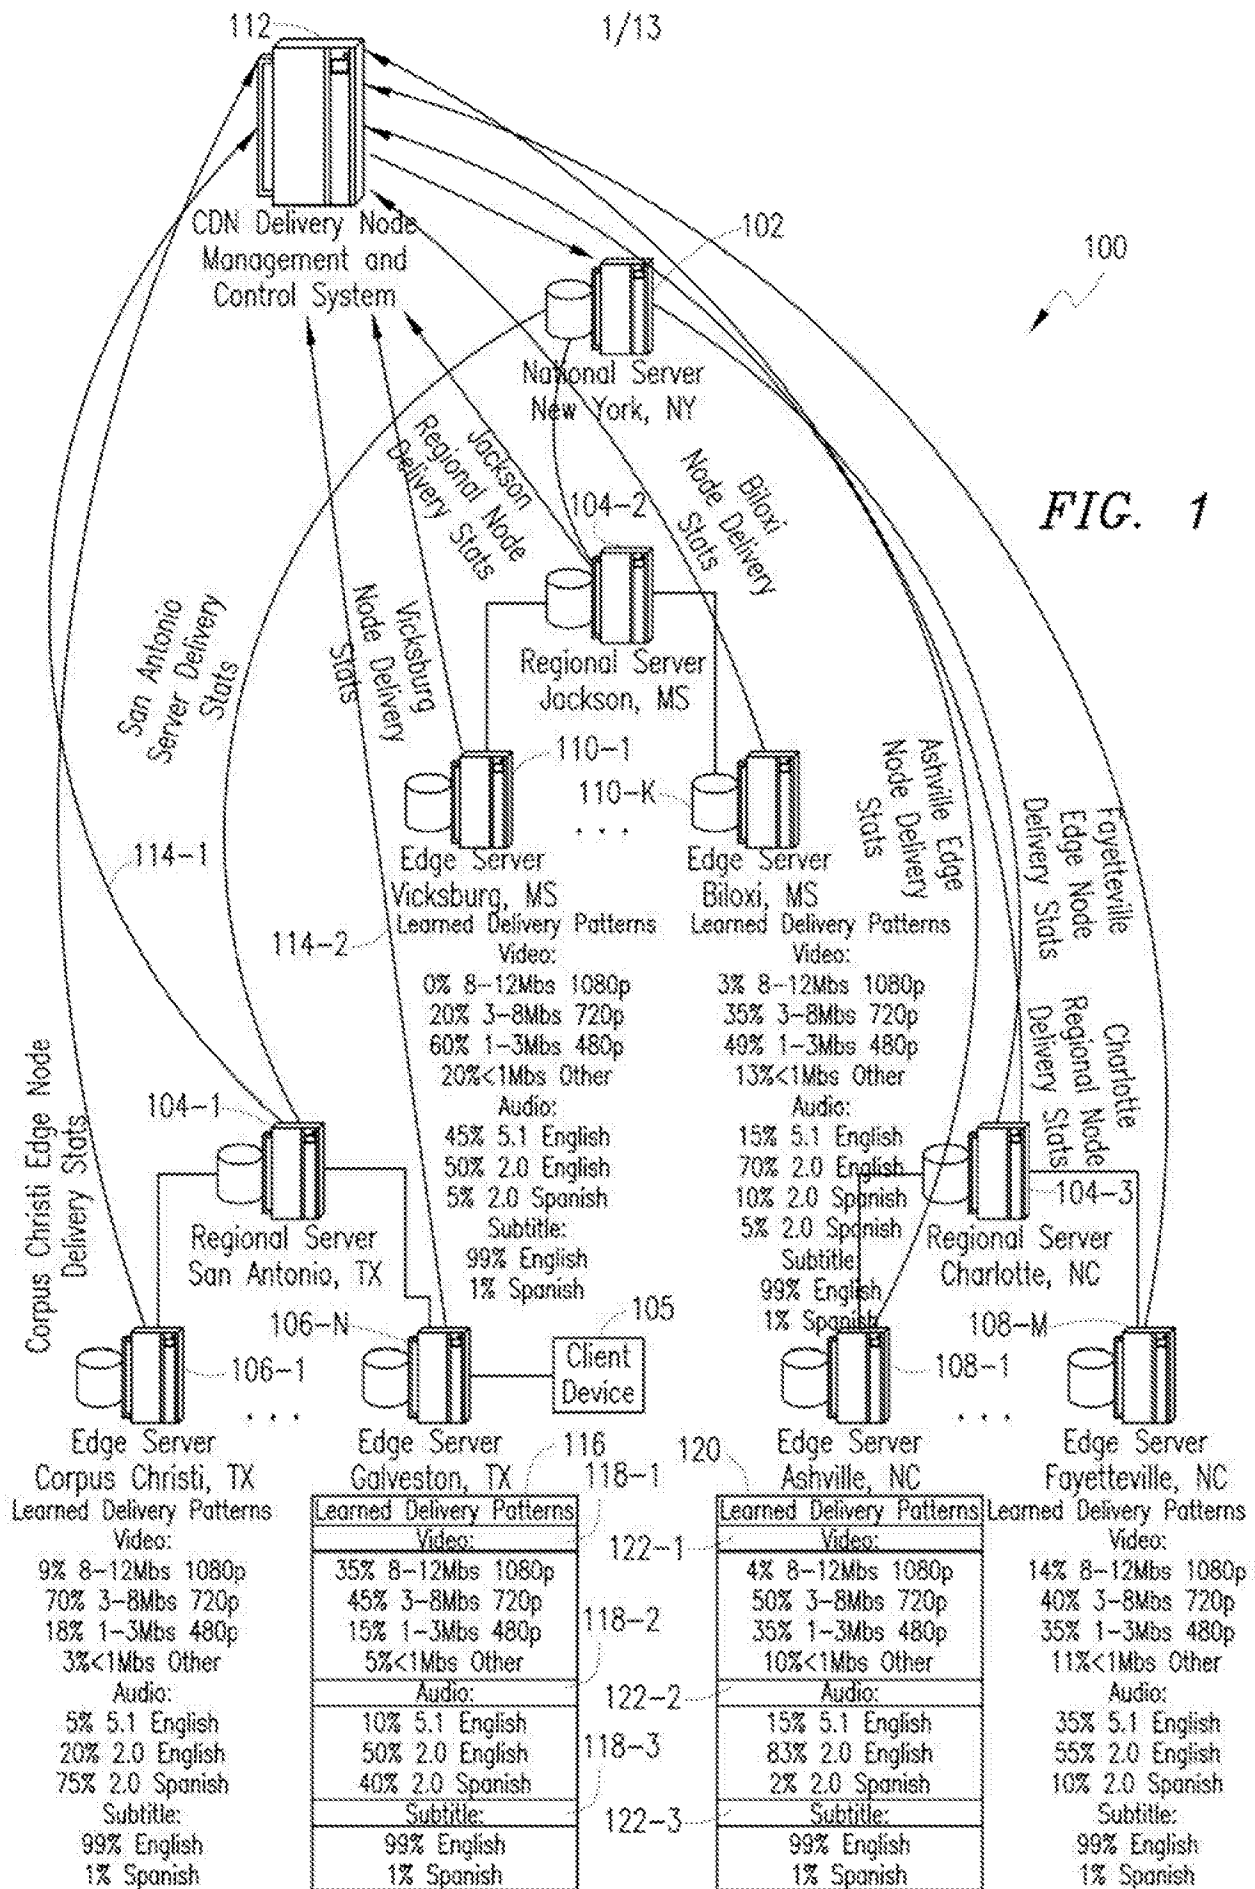 112
1/13
CDN Delivery Node
Management and
Control System
102
100
National Server
New York, NY
FIG. 1
Jackson
Regional Node
Delivery Stats
104-2
Biloxi
Node Delivery
Stats
San Antonio
Server Delivery
Stats
Vicksburg
Node Delivery
Stats
Regional Server
Jackson, MS
110-1
110-K
. . .
Edge Server
Vicksburg, MS
Edge Server
Biloxi, MS
Ashville Edge
Node Delivery
Stats
Fayetteville
Edge Node
Delivery Stats
Charlotte
Regional Node
Delivery Stats
114-1
114-2
Learned Delivery Patterns
Video:
0% 8-12Mbs 1080p
20% 3-8Mbs 720p
60% 1-3Mbs 480p
20%<1Mbs Other
Audio:
45% 5.1 English
50% 2.0 English
5% 2.0 Spanish
Subtitle:
99% English
1% Spanish
Learned Delivery Patterns
Video:
3% 8-12Mbs 1080p
35% 3-8Mbs 720p
49% 1-3Mbs 480p
13%<1Mbs Other
Audio:
15% 5.1 English
70% 2.0 English
10% 2.0 Spanish
5% 2.0 Spanish
Subtitle:
99% English
1% Spanish
Corpus Christi Edge Node
Delivery Stats
104-1
Regional Server
San Antonio, TX
104-3
Regional Server
Charlotte, NC
106-1
. . .
106-N
105
Client
Device
108-1
. . .
108-M
Edge Server
Corpus Christi, TX
Learned Delivery Patterns
Video:
9% 8-12Mbs 1080p
70% 3-8Mbs 720p
18% 1-3Mbs 480p
3%<1Mbs Other
Audio:
5% 5.1 English
20% 2.0 English
75% 2.0 Spanish
Subtitle:
99% English
1% Spanish
Edge Server
Galveston, TX
116
118-1
118-2
118-3
Learned Delivery Patterns
Video:
35% 8-12Mbs 1080p
45% 3-8Mbs 720p
15% 1-3Mbs 480p
5%<1Mbs Other
Audio:
10% 5.1 English
50% 2.0 English
40% 2.0 Spanish
Subtitle:
99% English
1% Spanish
Edge Server
Ashville, NC
120
122-1
122-2
122-3
Learned Delivery Patterns
Video:
4% 8-12Mbs 1080p
50% 3-8Mbs 720p
35% 1-3Mbs 480p
10%<1Mbs Other
Audio:
15% 5.1 English
83% 2.0 English
2% 2.0 Spanish
Subtitle:
99% English
1% Spanish
Edge Server
Fayetteville, NC
Learned Delivery Patterns
Video:
14% 8-12Mbs 1080p
40% 3-8Mbs 720p
35% 1-3Mbs 480p
11%<1Mbs Other
Audio:
35% 5.1 English
55% 2.0 English
10% 2.0 Spanish
Subtitle:
99% English
1% Spanish